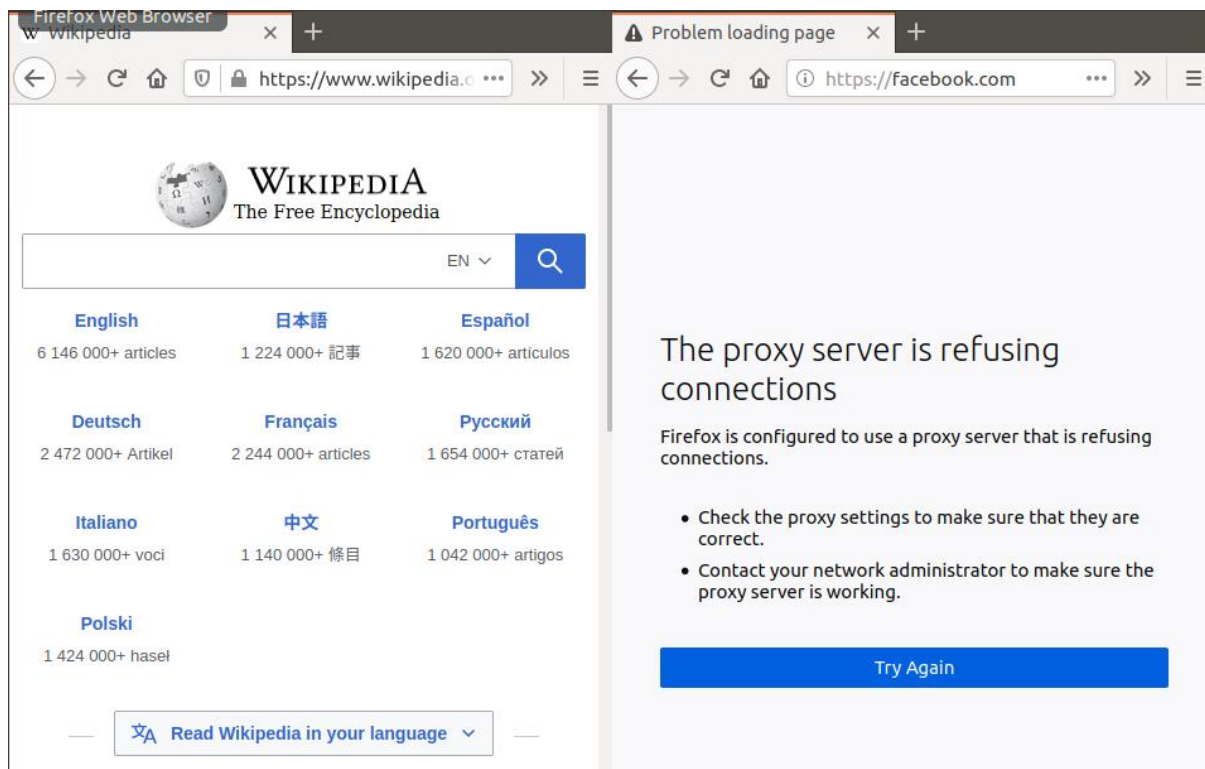 Firefox Web Browser
Wikipedia
https://www.wikipedia.o
WIKIPEDIA
The Free Encyclopedia
EN
English
6 146 000+ articles
日本語
1 224 000+ 記事
Español
1 620 000+ artículos
Deutsch
2 472 000+ Artikel
Français
2 244 000+ articles
Русский
1 654 000+ статей
Italiano
1 630 000+ voci
中文
1 140 000+ 條目
Português
1 042 000+ artigos
Polski
1 424 000+ haseł
Read Wikipedia in your language
Problem loading page
https://facebook.com
The proxy server is refusing
connections
Firefox is configured to use a proxy server that is refusing
connections.
• Check the proxy settings to make sure that they are
correct.
• Contact your network administrator to make sure the
proxy server is working.
Try Again